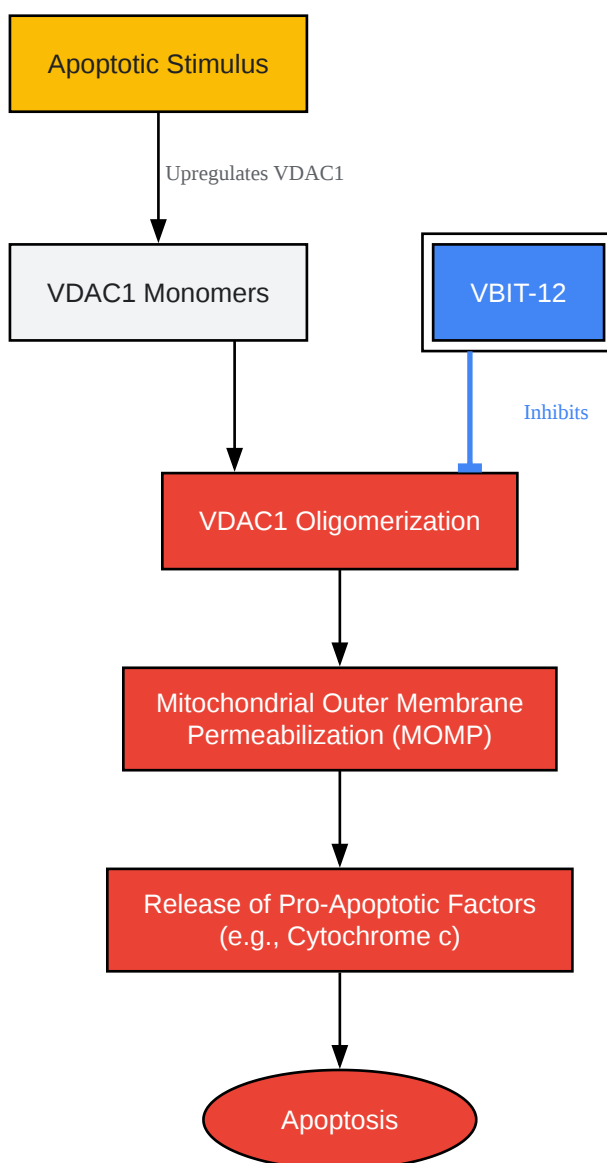 Apoptotic Stimulus
Upregulates VDAC1
VDAC1 Monomers
VBIT-12
Inhibits
VDAC1 Oligomerization
Mitochondrial Outer Membrane
Permeabilization (MOMP)
Release of Pro-Apoptotic Factors
(e.g., Cytochrome c)
Apoptosis